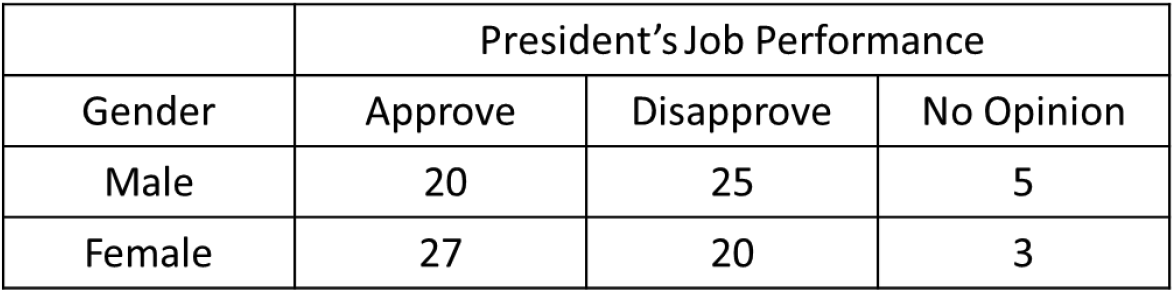 President's Job Performance
Gender Approve Disapprove No Opinion
Male 20 25 5
Female 27 20 3